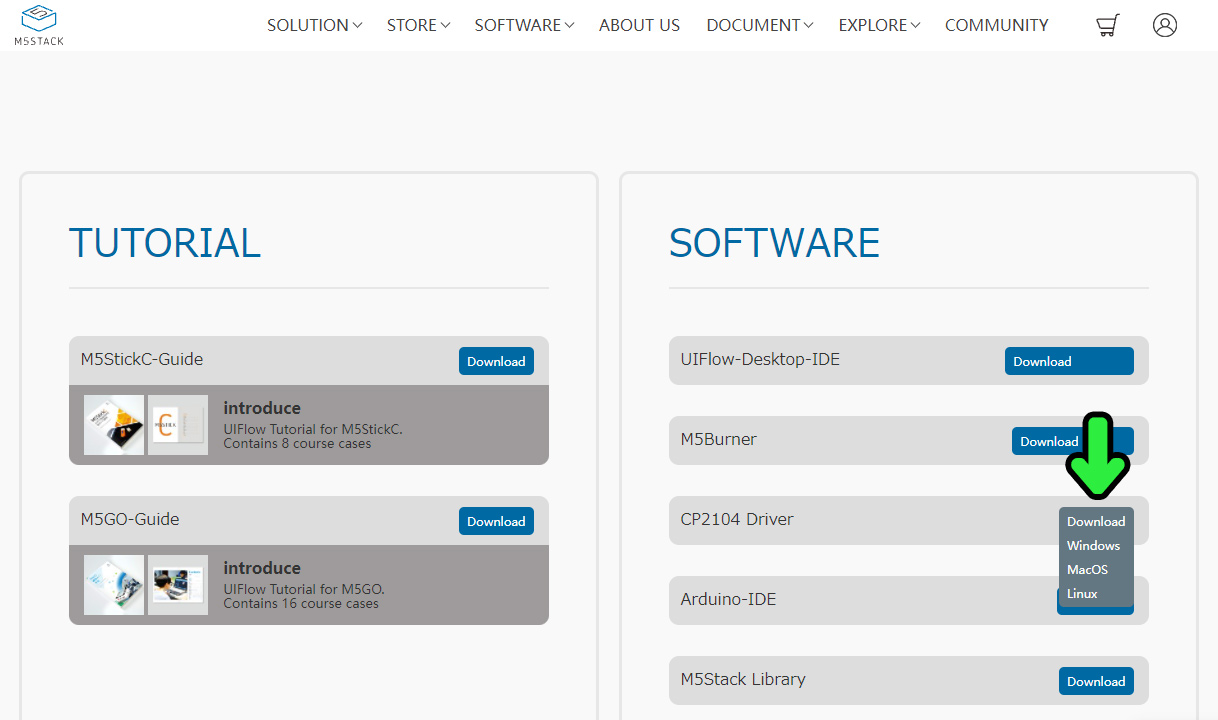 M5STACK
SOLUTION
STORE
SOFTWARE
ABOUT US
DOCUMENT
EXPLORE
COMMUNITY
TUTORIAL
M5StickC-Guide
Download
introduce
UIFlow Tutorial for M5StickC.
Contains 8 course cases
M5GO-Guide
Download
introduce
UIFlow Tutorial for M5GO.
Contains 16 course cases
SOFTWARE
UIFlow-Desktop-IDE
Download
M5Burner
Download
CP2104 Driver
Download
Windows
MacOS
Linux
Arduino-IDE
M5Stack Library
Download